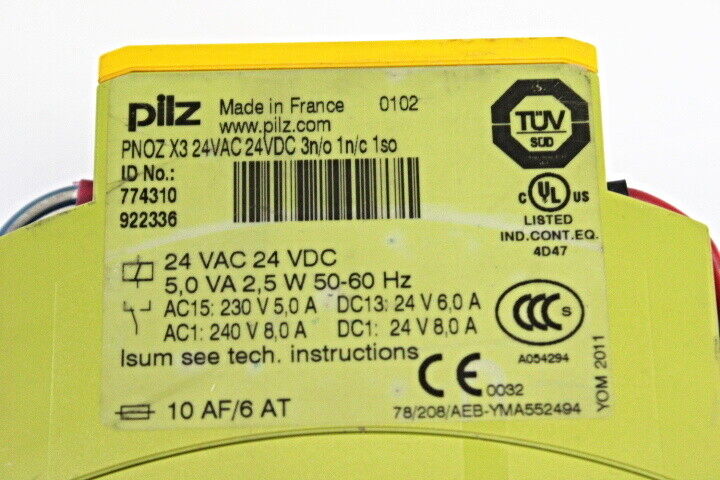 pilz Made in France 0102
www.pilz.com
PNOZ X3 24VAC 24VDC 3n/o 1n/c 1so
ID No.:
774310
922336
TÜV
SÜD
c UL us
LISTED
IND.CONT.EQ.
4D47
24 VAC 24 VDC
5,0 VA 2,5 W 50-60 Hz
AC15: 230 V 5,0 A DC13: 24 V 6,0 A
AC1: 240 V 8,0 A DC1: 24 V 8,0 A
Isum see tech. instructions
CCC S
A054294
CE 0032
10 AF/6 AT
78/208/AEB-YMA552494
YOM 2011